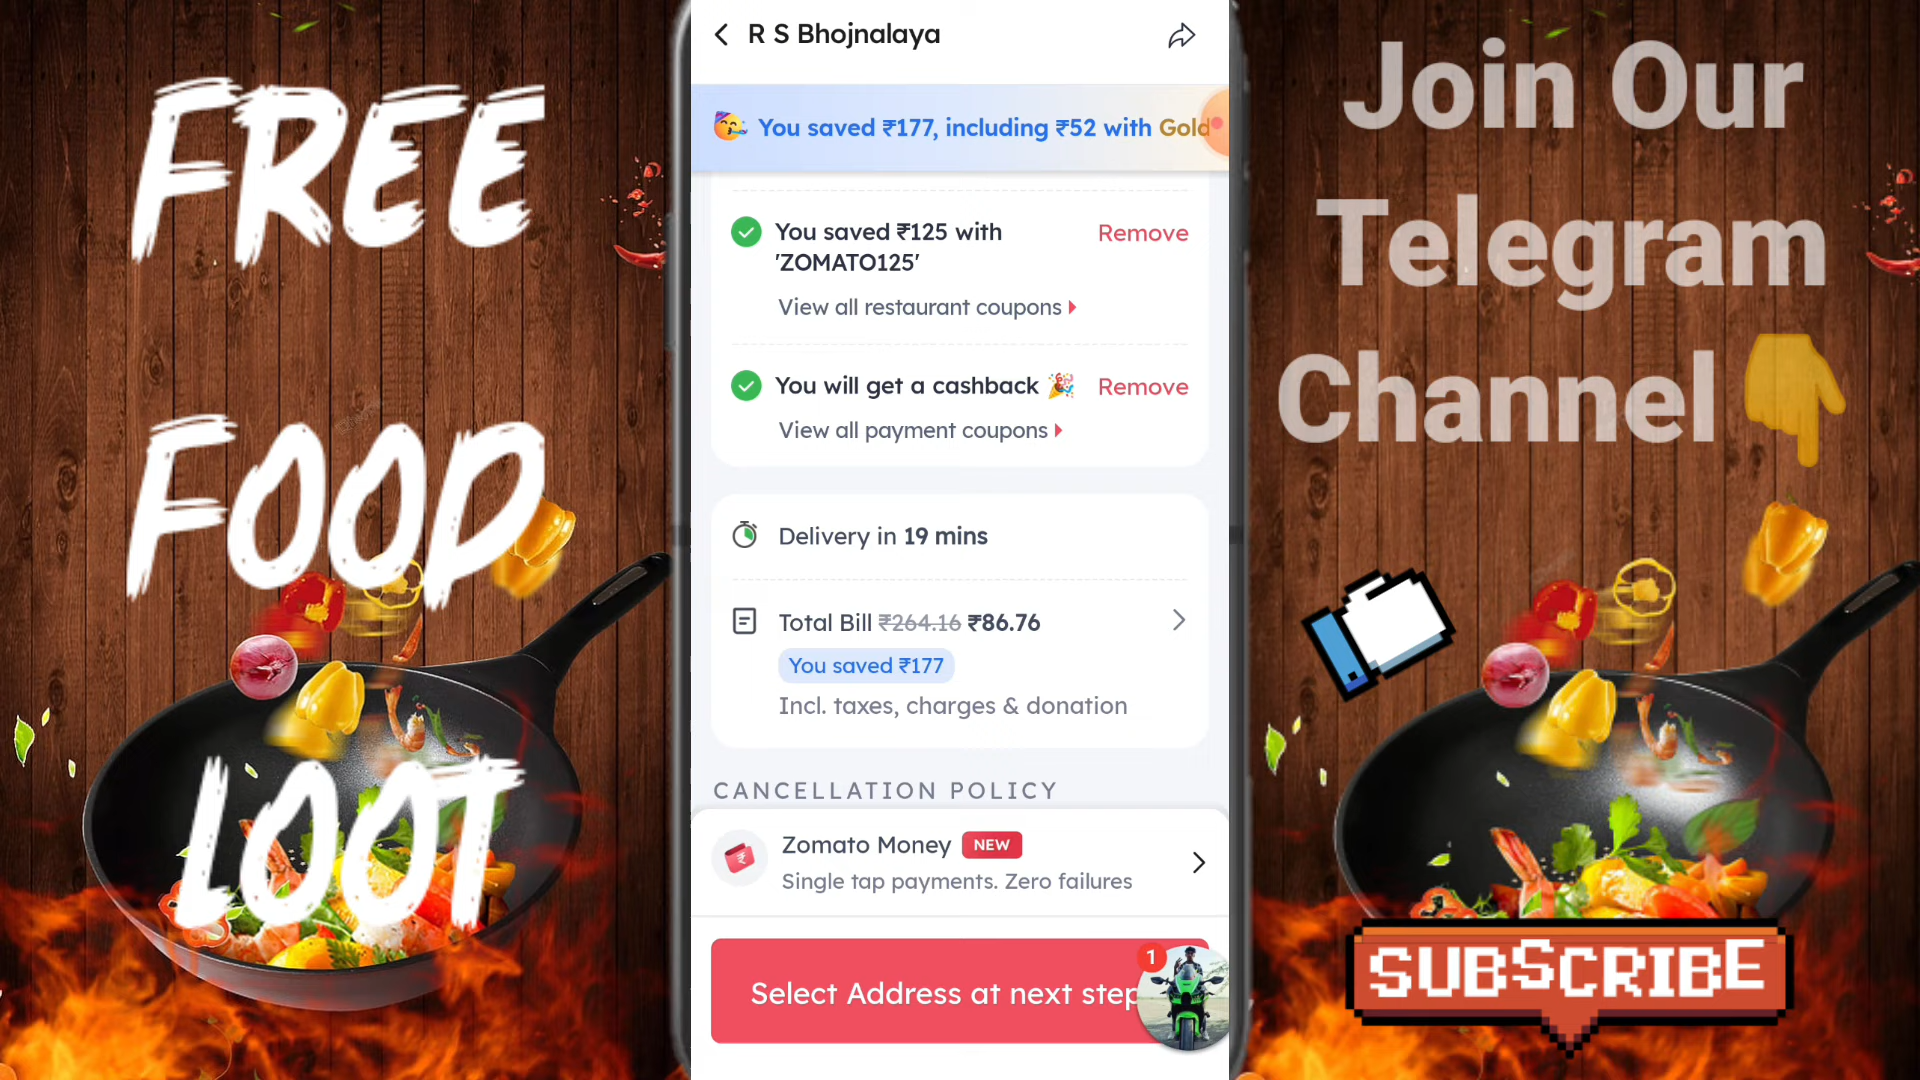 FREE
FOOD
LOOT
R S Bhojnalaya
You saved ₹177, including ₹52 with Gold
You saved ₹125 with
'ZOMATO125'
Remove
View all restaurant coupons
You will get a cashback
Remove
View all payment coupons
Delivery in 19 mins
Total Bill ₹264.16 ₹86.76
You saved ₹177
Incl. taxes, charges & donation
CANCELLATION POLICY
Zomato Money NEW
Single tap payments. Zero failures
Select Address at next step
1
Join Our
Telegram
Channel
SUBSCRIBE